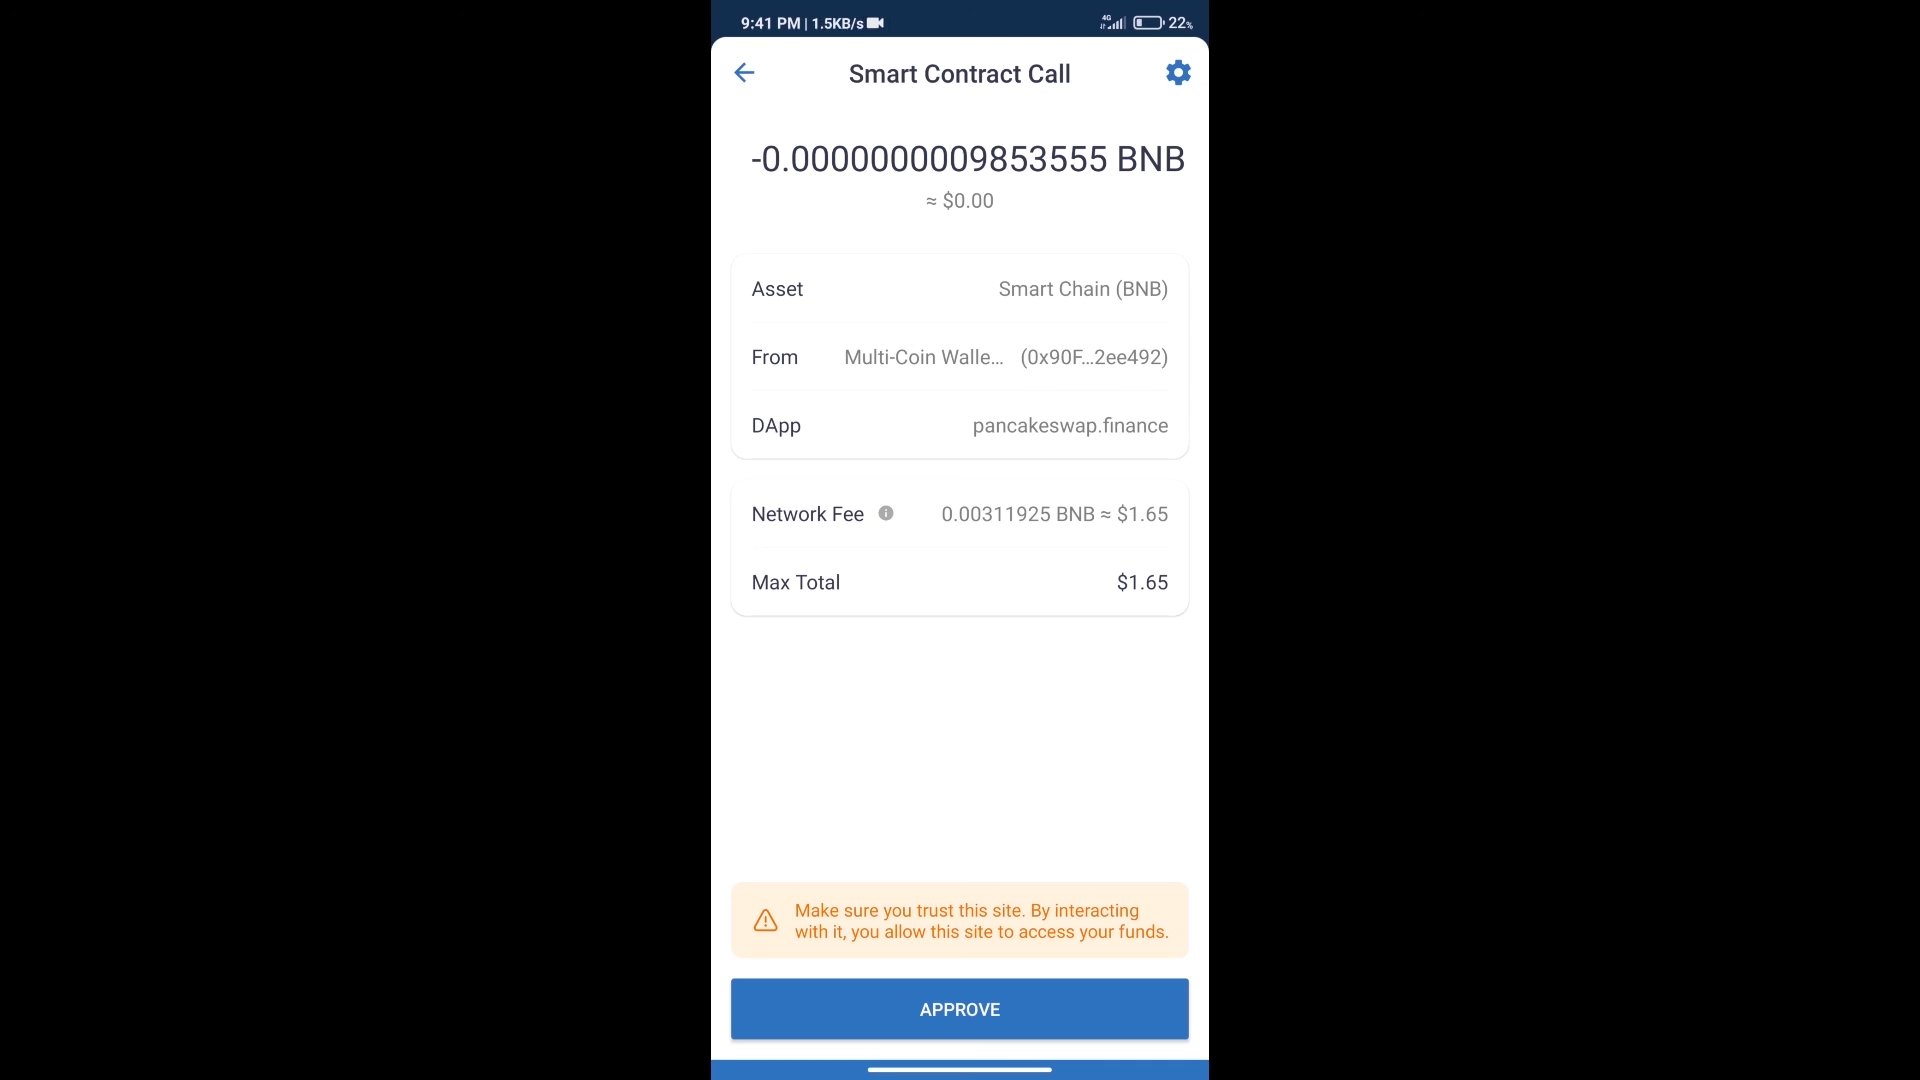 9:41 PM | 1.5KB/s 4G 22%
Smart Contract Call
-0.0000000009853555 BNB
≈ $0.00
Asset Smart Chain (BNB)
From Multi-Coin Walle... (0x90F...2ee492)
DApp pancakeswap.finance
Network Fee 0.00311925 BNB ≈ $1.65
Max Total $1.65
Make sure you trust this site. By interacting
with it, you allow this site to access your funds.
APPROVE